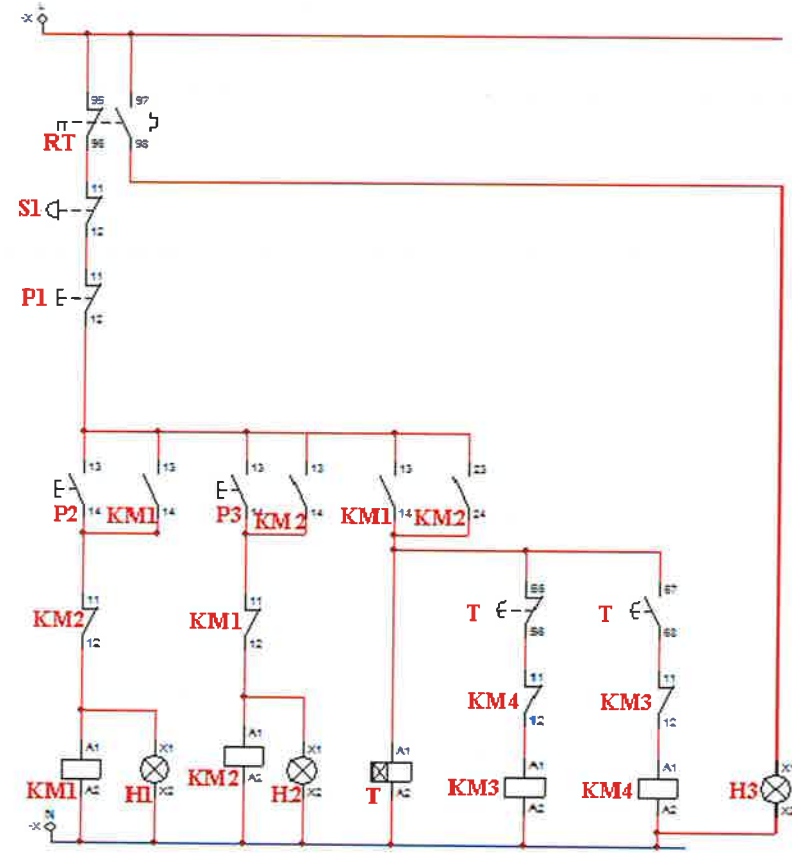 L
-X
95 97
RT 96 98
11
S1
12
11
P1
12
13 13 13 13 13 23
14 14 14 14 14 24
P2 KM1 P3 KM2 KM1 KM2
55 67
T T
56 68
11 11
KM2 KM1
12 12
11 11
KM4 KM3
12 12
A1 X1 A1 X1 A1 A1 A1 X1
KM1 H1 KM2 H2 T KM3 KM4 H3
A2 X2 A2 X2 A2 A2 A2 X2
N
-X